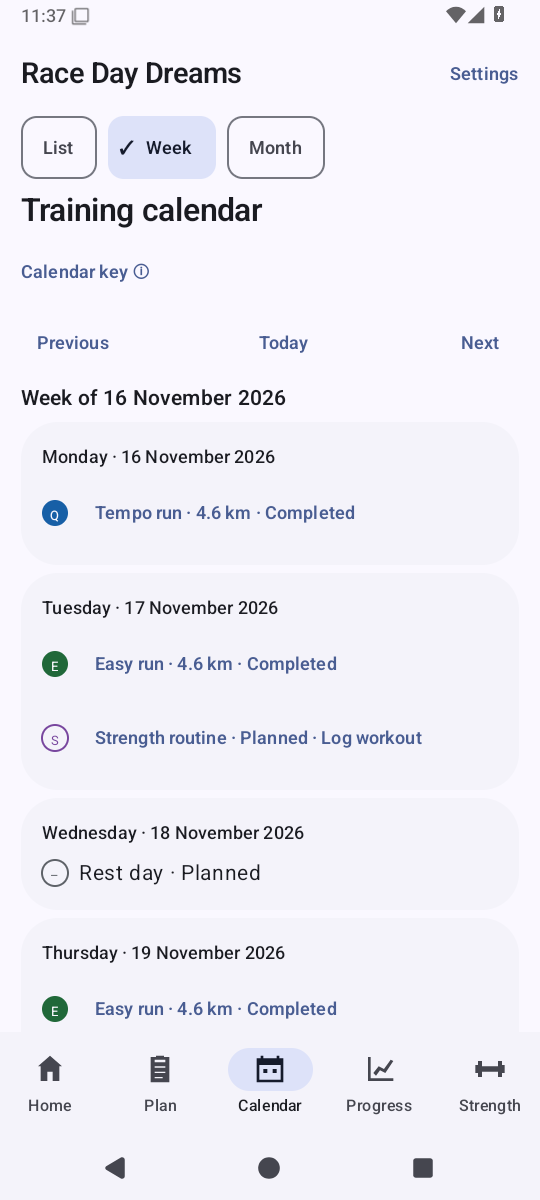 11:37
Race Day Dreams
Settings
List
✓ Week
Month
Training calendar
Calendar key ⓘ
Previous
Today
Next
Week of 16 November 2026
Monday · 16 November 2026
Q Tempo run · 4.6 km · Completed
Tuesday · 17 November 2026
E Easy run · 4.6 km · Completed
S Strength routine · Planned · Log workout
Wednesday · 18 November 2026
– Rest day · Planned
Thursday · 19 November 2026
E Easy run · 4.6 km · Completed
Home
Plan
Calendar
Progress
Strength